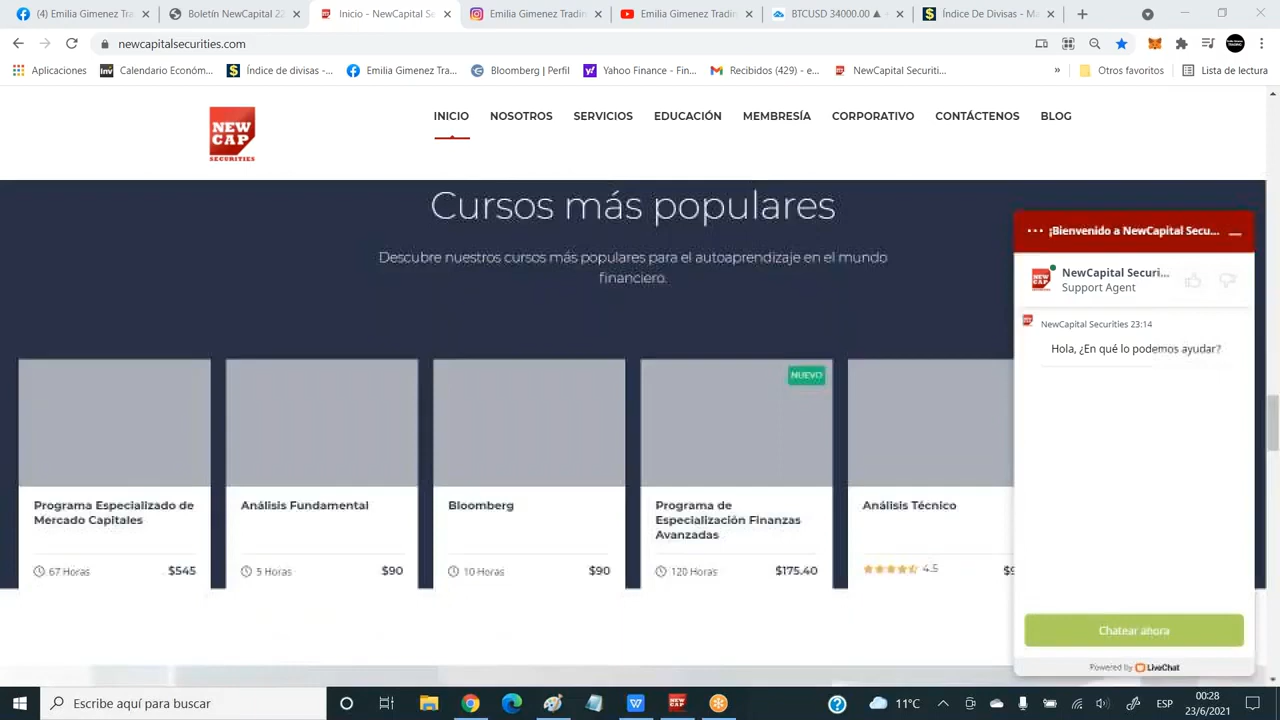 (4) Emilia Gimenez Tradin
Boletín NewCapital 22
Inicio - NewCapital Se
Emilia Gimenez Tradin
Emilia Gimenez Tradin
BTCUSD 34000.00 ▲ +
Índice De Divisas - Ma
newcapitalsecurities.com
Aplicaciones
Calendario Económ...
Índice de divisas -...
Emilia Gimenez Tra...
Bloomberg | Perfil
Yahoo Finance - Fin...
Recibidos (429) - e...
NewCapital Securiti...
»
Otros favoritos
Lista de lectura
NEW
CAP
SECURITIES
INICIO
NOSOTROS
SERVICIOS
EDUCACIÓN
MEMBRESÍA
CORPORATIVO
CONTÁCTENOS
BLOG
Cursos más populares
Descubre nuestros cursos más populares para el autoaprendizaje en el mundo
financiero.
Programa Especializado de
Mercado Capitales
67 Horas
$545
Análisis Fundamental
5 Horas
$90
Bloomberg
10 Horas
$90
NUEVO
Programa de
Especialización Finanzas
Avanzadas
120 Horas
$175.40
Análisis Técnico
4.5
¡Bienvenido a NewCapital Secu...
NewCapital Securi...
Support Agent
NewCapital Securities 23:14
Hola, ¿En qué lo podemos ayudar?
Chatear ahora
Powered by LiveChat
Escribe aquí para buscar
11°C
ESP
00:28
23/6/2021